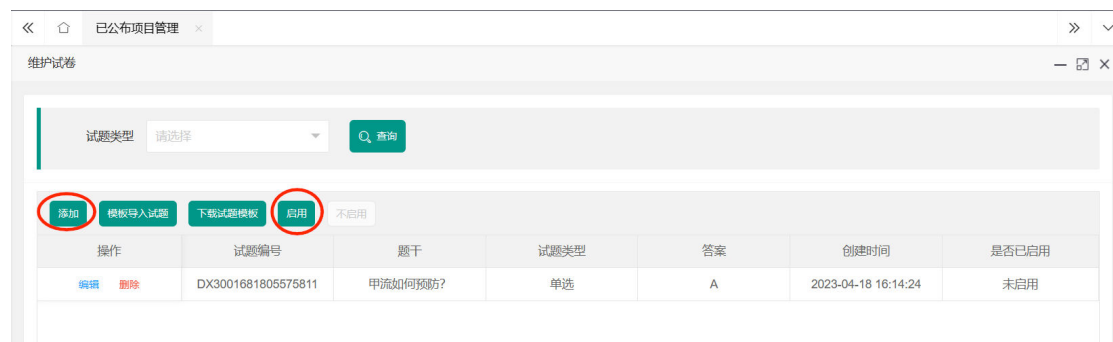 已公布项目管理
维护试卷
试题类型 请选择 查询
添加 模板导入试题 下载试题模板 启用 不启用
操作 试题编号 题干 试题类型 答案 创建时间 是否已启用
编辑 删除 DX3001681805575811 甲流如何预防? 单选 A 2023-04-18 16:14:24 未启用